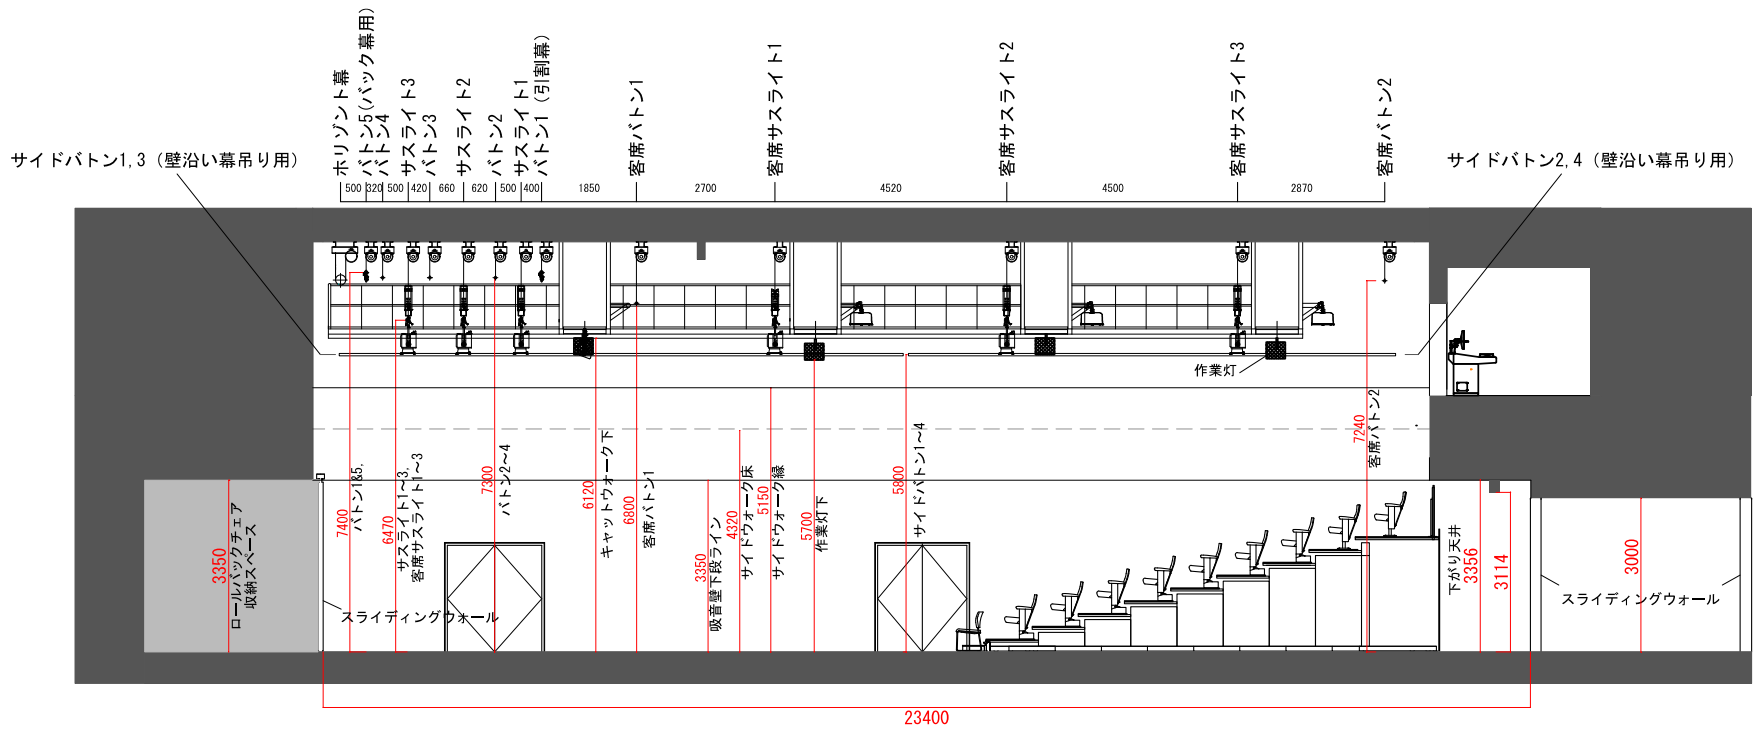 ホリゾント幕
バトン5(バック幕用)
バトン4
サスライト3
バトン3
サスライト2
バトン2
サスライト1
バトン1(引割幕)
客席バトン1
客席サスライト1
客席サスライト2
客席サスライト3
客席バトン2
サイドバトン1,3(壁沿い幕吊り用)
サイドバトン2,4(壁沿い幕吊り用)
500
320
500
420
660
620
500
400
1850
2700
4520
4500
2870
作業灯
3350
ロールバックチェア
収納スペース
7400
バトン1&5,
6470
サスライト1~3,
客席サスライト1~3
7300
バトン2~4
6120
キャットウォーク下
6800
客席バトン1
3350
吸音壁下段ライン
4320
サイドウォーク床
5150
サイドウォーク縁
5700
作業灯下
5800
サイドバトン1~4
7240
客席バトン2
下がり天井
3356
3114
3000
スライディングウォール
スライディングウォール
23400